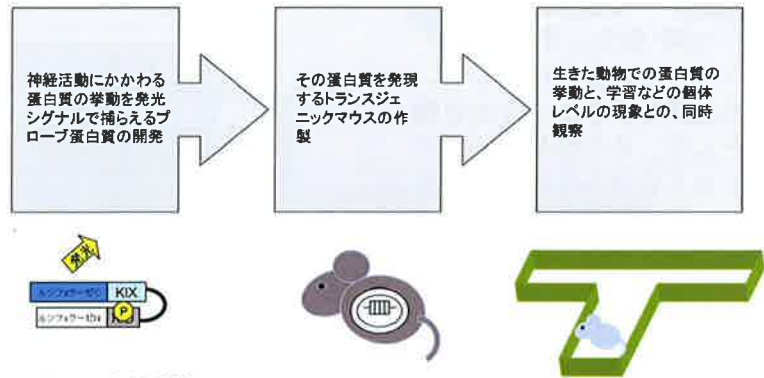 神経活動にかかわる
蛋白質の挙動を発光
シグナルで捕らえるプ
ローブ蛋白質の開発
その蛋白質を発現
するトランスジェ
ニックマウスの作
製
生きた動物での蛋白質の
挙動と、学習などの個体
レベルの現象との、同時
観察
発光
KIX
P